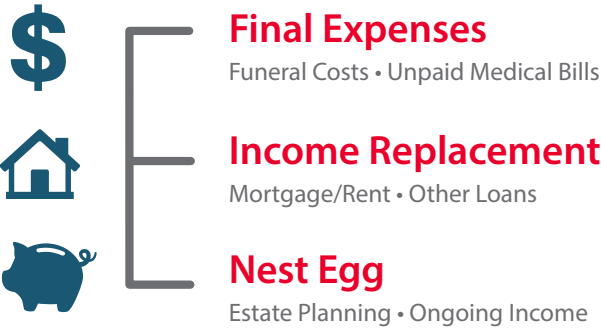 Final Expenses
Funeral Costs • Unpaid Medical Bills
Income Replacement
Mortgage/Rent • Other Loans
Nest Egg
Estate Planning • Ongoing Income